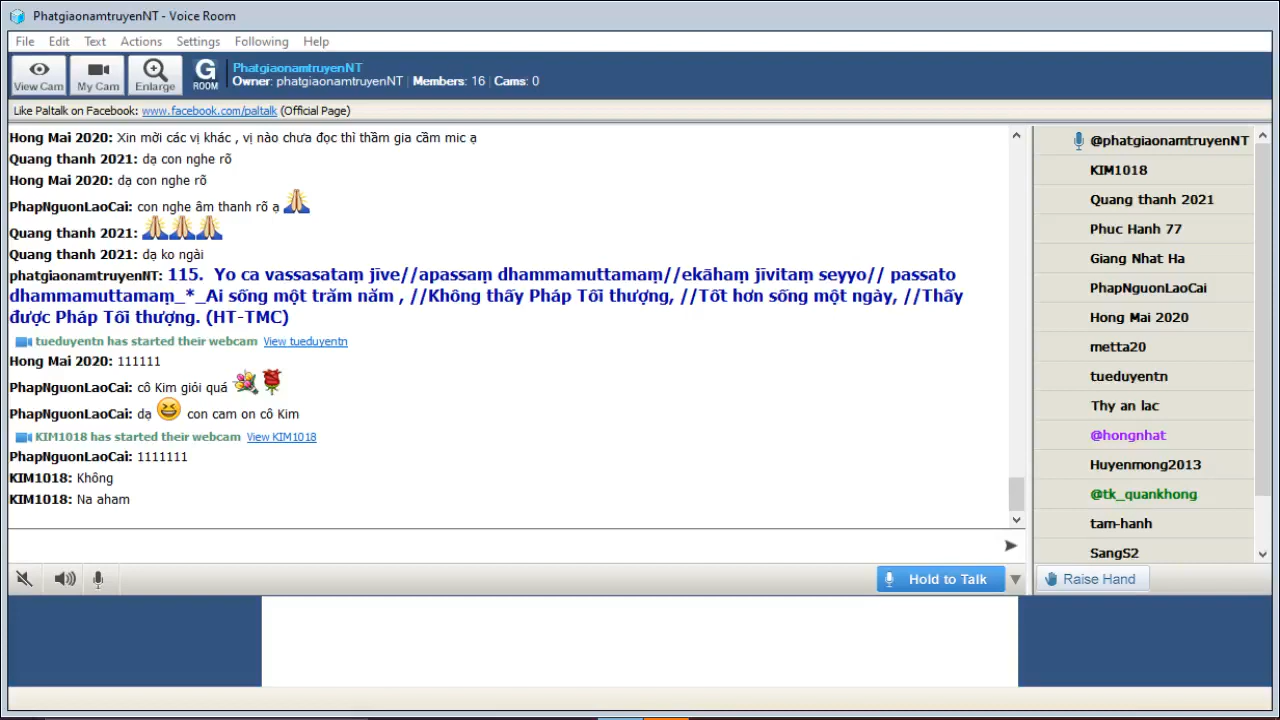 PhatgiaonamtruyenNT - Voice Room
File Edit Text Actions Settings Following Help
View Cam
My Cam
Enlarge
G
ROOM
PhatgiaonamtruyenNT
Owner: phatgiaonamtruyenNT Members: 16 Cams: 0
Like Paltalk on Facebook: www.facebook.com/paltalk (Official Page)
Hong Mai 2020: Xin mời các vị khác , vị nào chưa đọc thì thầm gia cầm mic ạ
Quang thanh 2021: dạ con nghe rõ
Hong Mai 2020: dạ con nghe rõ
PhapNguonLaoCai: con nghe âm thanh rõ ạ
Quang thanh 2021:
Quang thanh 2021: dạ ko ngài
phatgiaonamtruyenNT: 115. Yo ca vassasataṃ jīve//apassaṃ dhammamuttamaṃ//ekāhaṃ jīvitaṃ seyyo// passato
dhammamuttamaṃ_*_Ai sống một trăm năm , //Không thấy Pháp Tối thượng, //Tốt hơn sống một ngày, //Thấy
được Pháp Tối thượng. (HT-TMC)
tueduyentn has started their webcam View tueduyentn
Hong Mai 2020: 111111
PhapNguonLaoCai: cô Kim giỏi quá
PhapNguonLaoCai: dạ con cam on cô Kim
KIM1018 has started their webcam View KIM1018
PhapNguonLaoCai: 1111111
KIM1018: Không
KIM1018: Na aham
Hold to Talk
@phatgiaonamtruyenNT
KIM1018
Quang thanh 2021
Phuc Hanh 77
Giang Nhat Ha
PhapNguonLaoCai
Hong Mai 2020
metta20
tueduyentn
Thy an lac
@hongnhat
Huyenmong2013
@tk_quankhong
tam-hanh
SangS2
Raise Hand